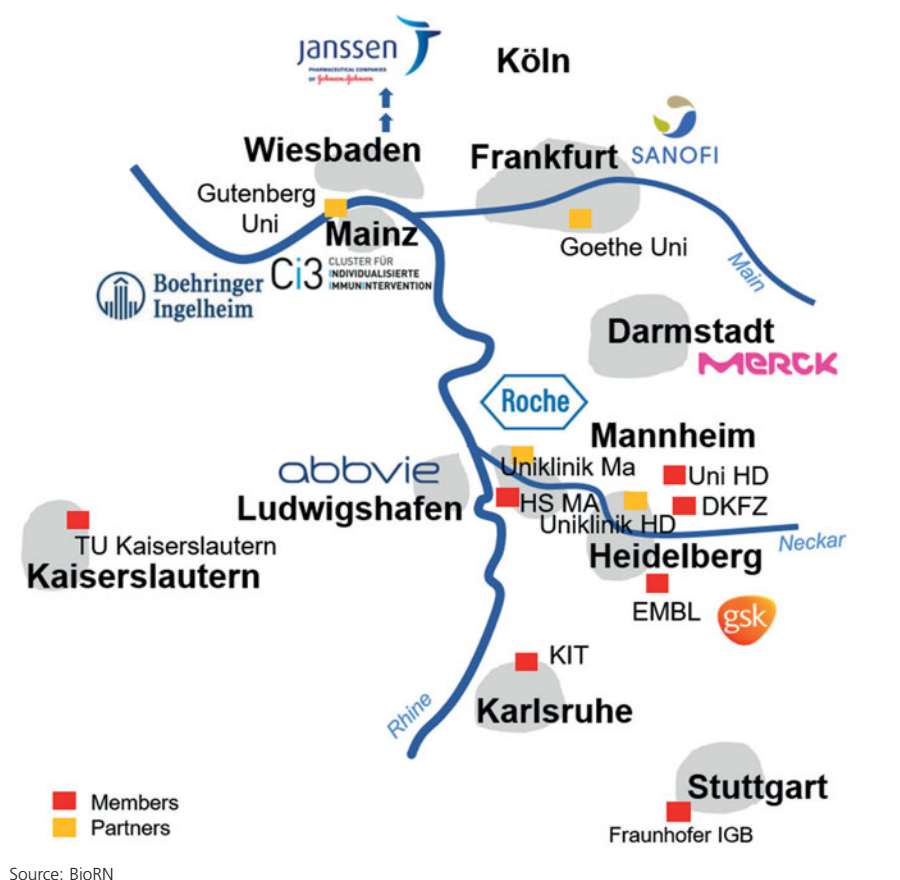 janssen
PHARMACEUTICAL COMPANIES
OF Johnson & Johnson
Köln
Wiesbaden
Frankfurt
SANOFI
Gutenberg
Uni
Mainz
Goethe Uni
Main
Boehringer
Ingelheim
Ci3
CLUSTER FÜR
INDIVIDUALISIERTE
IMMUNINTERVENTION
Darmstadt
MERCK
Roche
Mannheim
abbvie
Uniklinik Ma
Uni HD
Ludwigshafen
HS MA
DKFZ
Uniklinik HD
Neckar
TU Kaiserslautern
Kaiserslautern
Heidelberg
EMBL
gsk
KIT
Rhine
Karlsruhe
Stuttgart
Members
Partners
Fraunhofer IGB
Source: BioRN